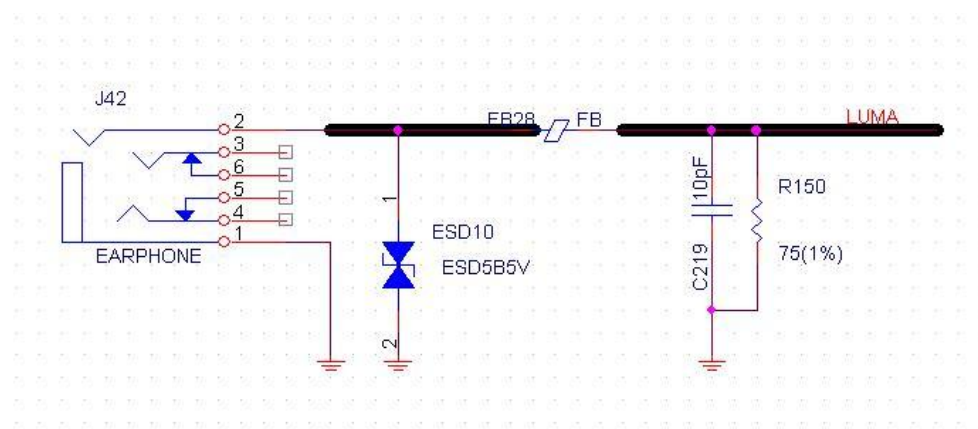 J42
2
3
6
5
4
1
EARPHONE
FB28
FB
LUMA
1
ESD10
ESD5B5V
2
10pF
C219
R150
75(1%)